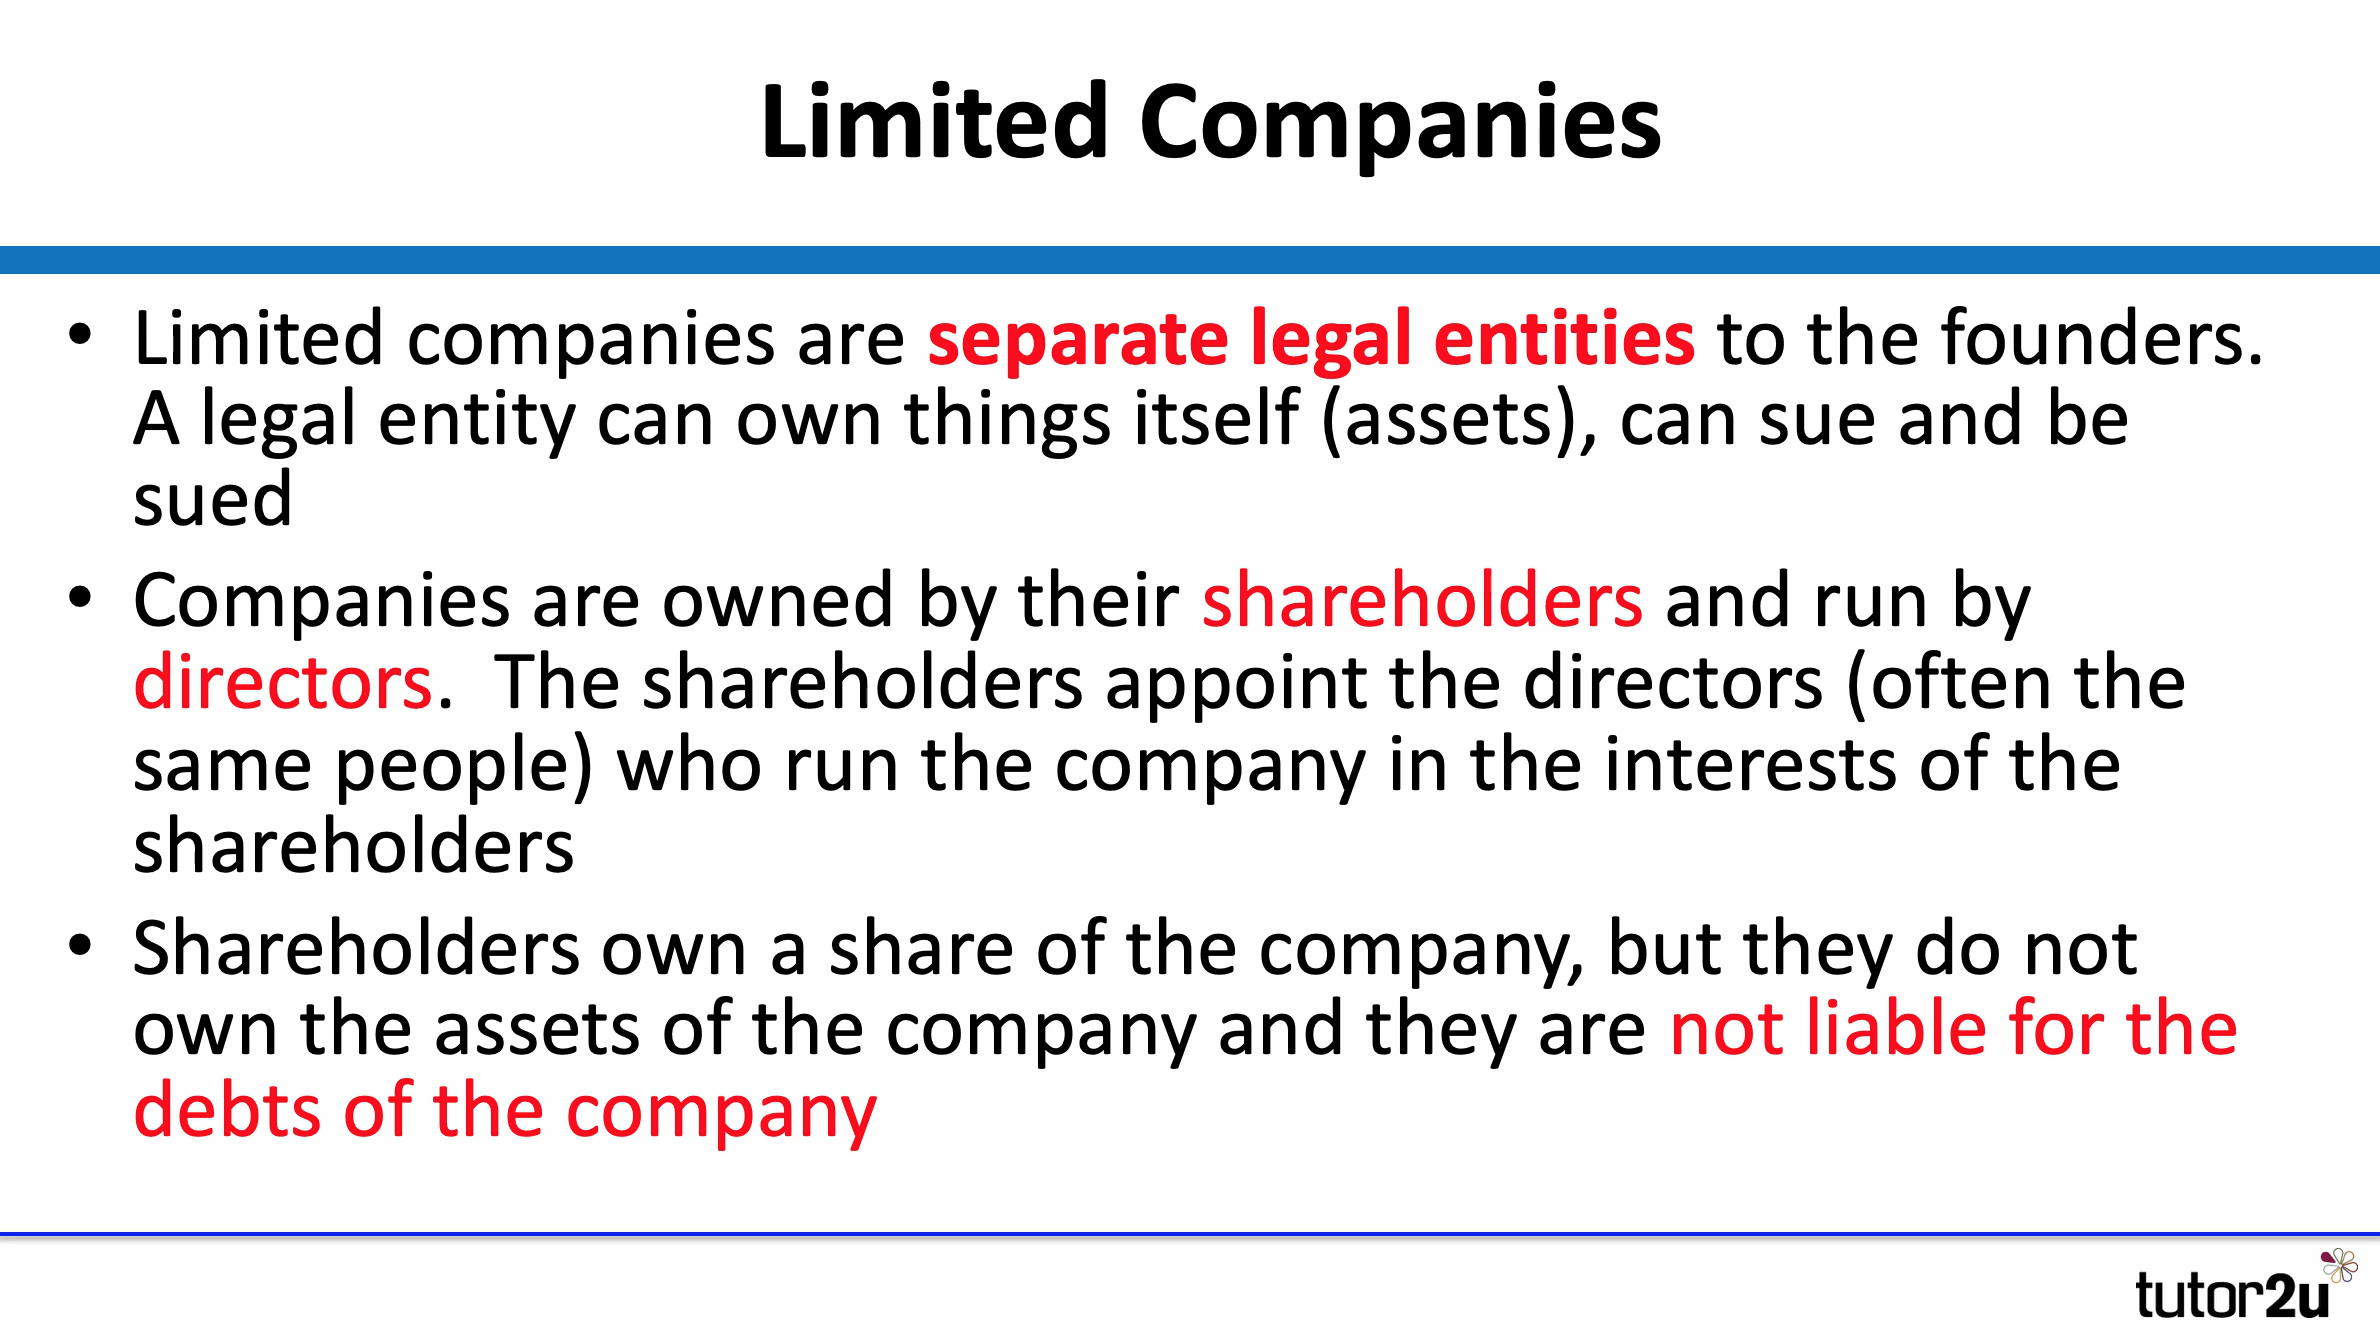 Limited Companies
• Limited companies are separate legal entities to the founders.
A legal entity can own things itself (assets), can sue and be
sued
• Companies are owned by their shareholders and run by
directors.  The shareholders appoint the directors (often the
same people) who run the company in the interests of the
shareholders
• Shareholders own a share of the company, but they do not
own the assets of the company and they are not liable for the
debts of the company
tutor2u